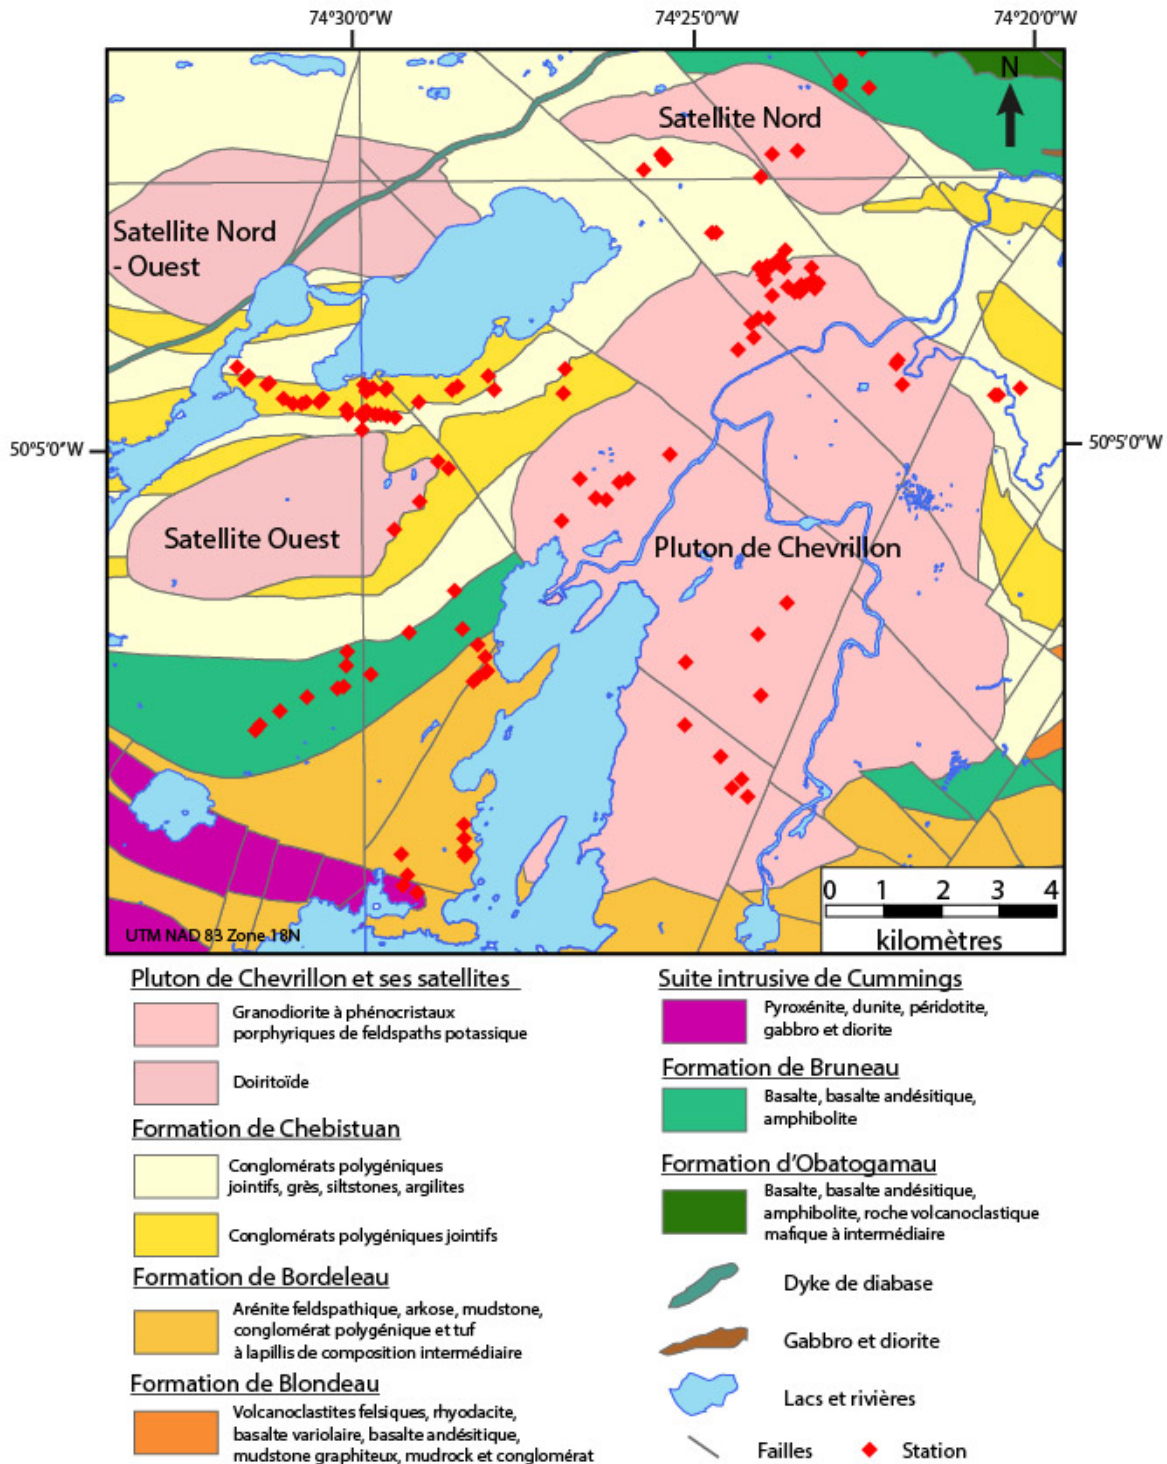 74°30'0"W
74°25'0"W
74°20'0"W
N
Satellite Nord
Satellite Nord
- Ouest
50°5'0"W
50°5'0"W
Satellite Ouest
Pluton de Chevrillon
0 1 2 3 4
kilomètres
UTM NAD 83 Zone 18N
Pluton de Chevrillon et ses satellites
Granodiorite à phénocristaux
porphyriques de feldspaths potassique
Doiritoïde
Formation de Chebistuan
Conglomérats polygéniques
jointifs, grès, siltstones, argilites
Conglomérats polygéniques jointifs
Formation de Bordeleau
Arénite feldspathique, arkose, mudstone,
conglomérat polygénique et tuf
à lapillis de composition intermédiaire
Formation de Blondeau
Volcanoclastites felsiques, rhyodacite,
basalte variolaire, basalte andésitique,
mudstone graphiteux, mudrock et conglomérat
Suite intrusive de Cummings
Pyroxénite, dunite, péridotite,
gabbro et diorite
Formation de Bruneau
Basalte, basalte andésitique,
amphibolite
Formation d'Obatogamau
Basalte, basalte andésitique,
amphibolite, roche volcanoclastique
mafique à intermédiaire
Dyke de diabase
Gabbro et diorite
Lacs et rivières
Failles
Station